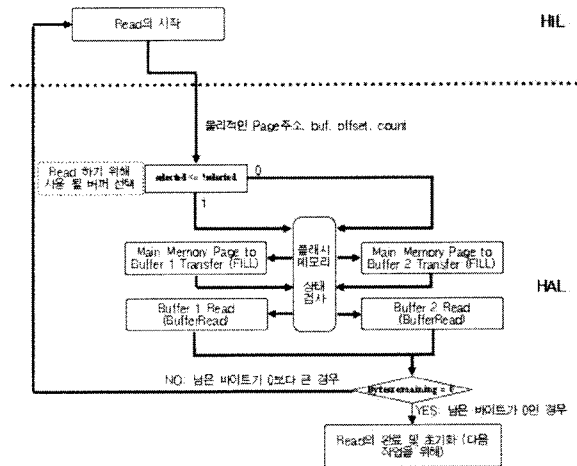 Read의 시작
HIL
물리적인 Page주소, buf, offset, count
Read 하기 위해
사용 될 버퍼 선택
selected <= !selected
0
1
플래시
메모리
상태
검사
Main Memory Page to
Buffer 1 Transfer (FILL)
Main Memory Page to
Buffer 2 Transfer (FILL)
HAL
Buffer 1 Read
(BufferRead)
Buffer 2 Read
(BufferRead)
NO: 남은 바이트가 0보다 큰 경우
Bytesremaining = 0
YES: 남은 바이트가 0인 경우
Read의 완료 및 초기화 (다음
작업을 위해)